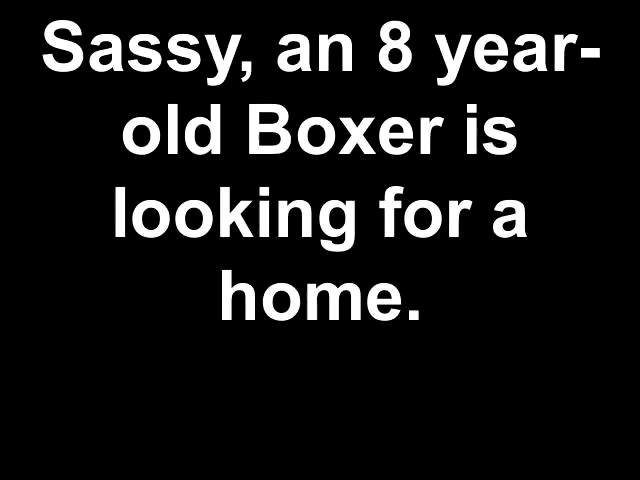 Sassy, an 8 year-
old Boxer is
looking for a
home.